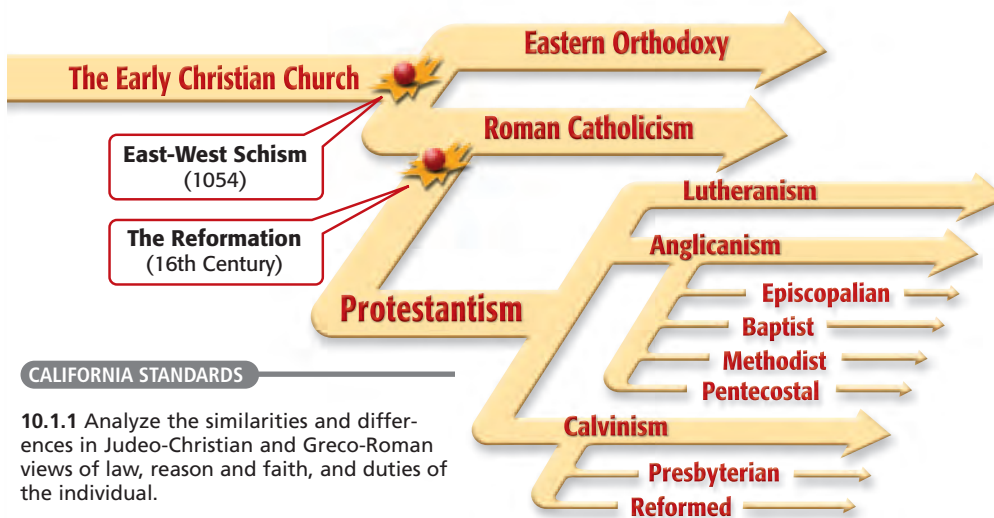 Eastern Orthodoxy
The Early Christian Church
Roman Catholicism
East-West Schism
(1054)
Lutheranism
The Reformation
(16th Century)
Anglicanism
Episcopalian
Protestantism
Baptist
Methodist
Pentecostal
Calvinism
Presbyterian
Reformed
CALIFORNIA STANDARDS
10.1.1 Analyze the similarities and differ-
ences in Judeo-Christian and Greco-Roman
views of law, reason and faith, and duties of
the individual.